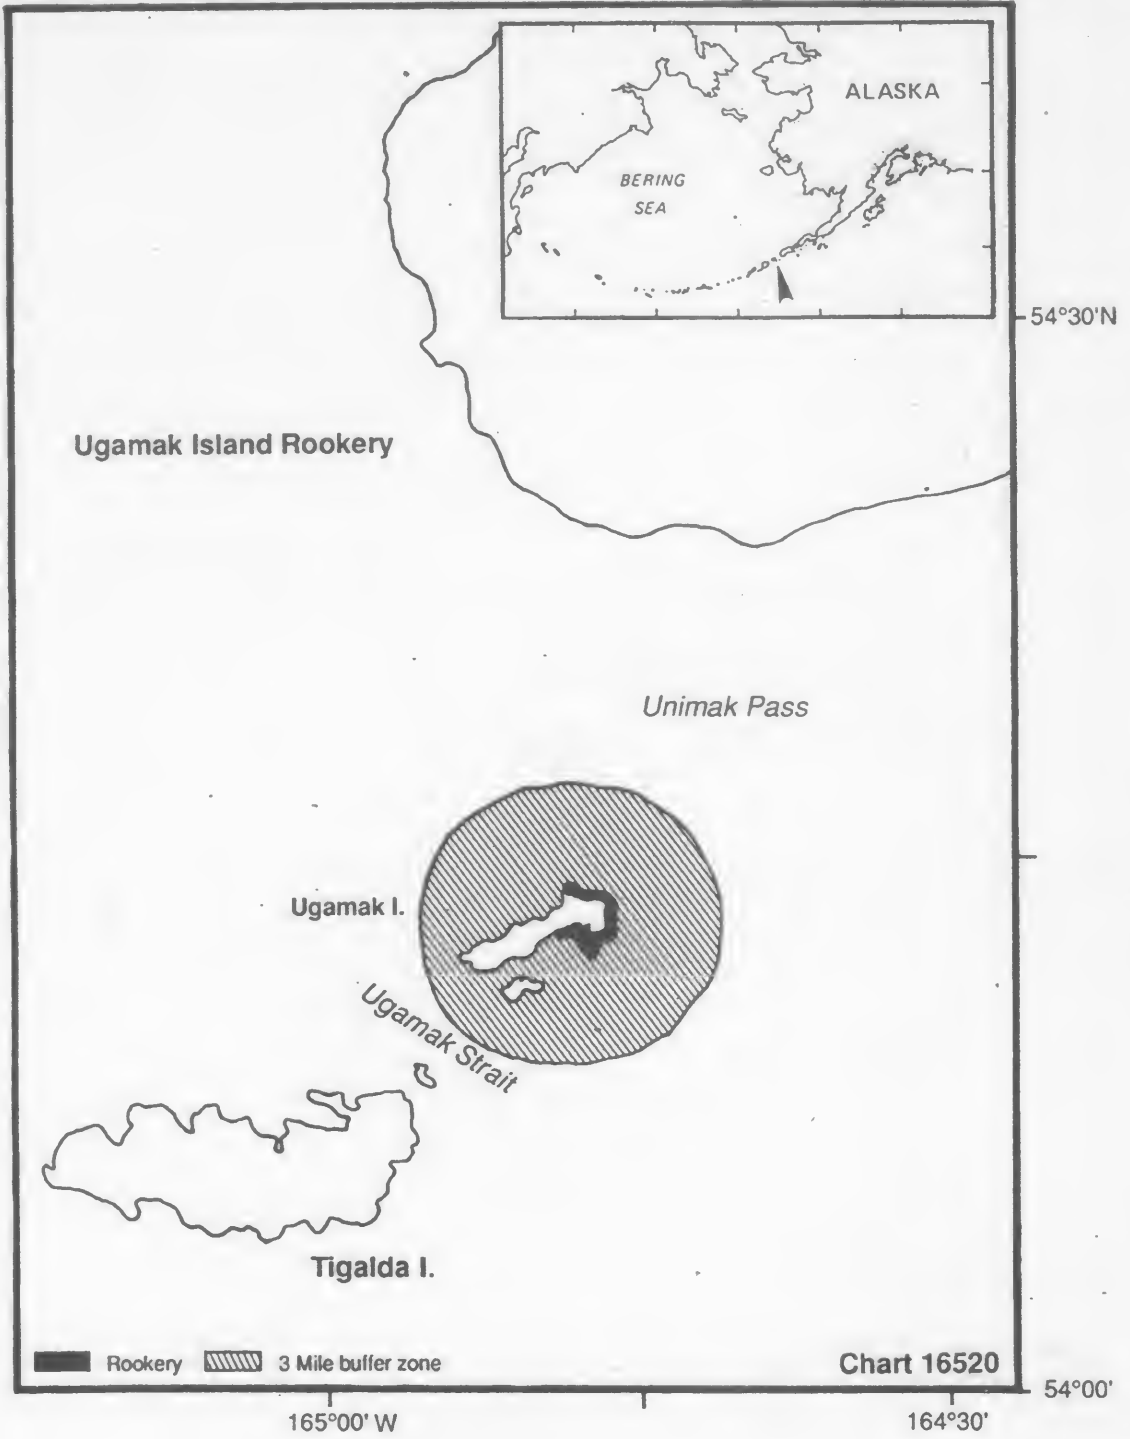 ALASKA
BERING
SEA
54°30'N
Ugamak Island Rookery
Unimak Pass
Ugamak I.
Ugamak Strait
Tigalda I.
Rookery 3 Mile buffer zone Chart 16520
54°00'
165°00' W 164°30'